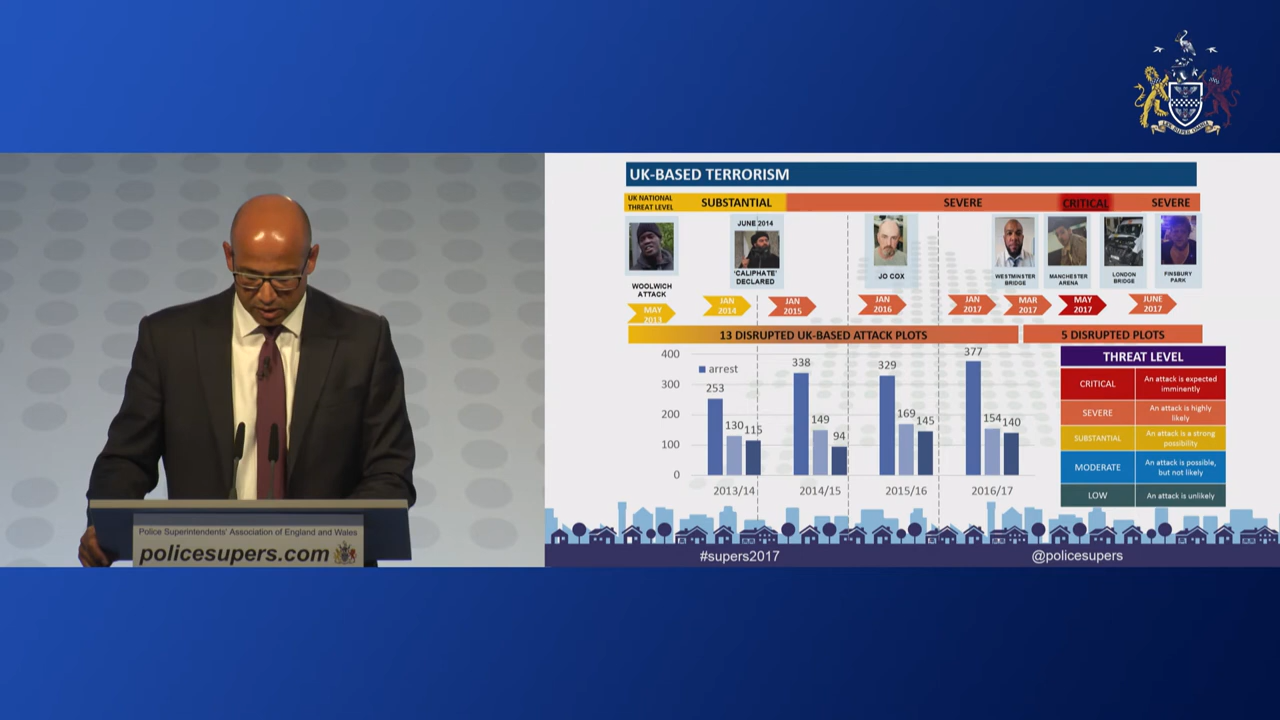 LEX SUPER OMNIA
UK-BASED TERRORISM
UK NATIONAL
THREAT LEVEL
SUBSTANTIAL
SEVERE
CRITICAL
SEVERE
JUNE 2014
'CALIPHATE'
DECLARED
WOOLWICH
ATTACK
JO COX
WESTMINSTER
BRIDGE
MANCHESTER
ARENA
LONDON
BRIDGE
FINSBURY
PARK
MAY
2013
JAN
2014
JAN
2015
JAN
2016
JAN
2017
MAR
2017
MAY
2017
JUNE
2017
13 DISRUPTED UK-BASED ATTACK PLOTS
5 DISRUPTED PLOTS
400
300
200
100
0
arrest
253
130
115
338
149
94
329
169
145
377
154
140
2013/14
2014/15
2015/16
2016/17
THREAT LEVEL
CRITICAL
An attack is expected
imminently
SEVERE
An attack is highly
likely
SUBSTANTIAL
An attack is a strong
possibility
MODERATE
An attack is possible,
but not likely
LOW
An attack is unlikely
#supers2017
@policesupers
Police Superintendents' Association of England and Wales
policesupers.com